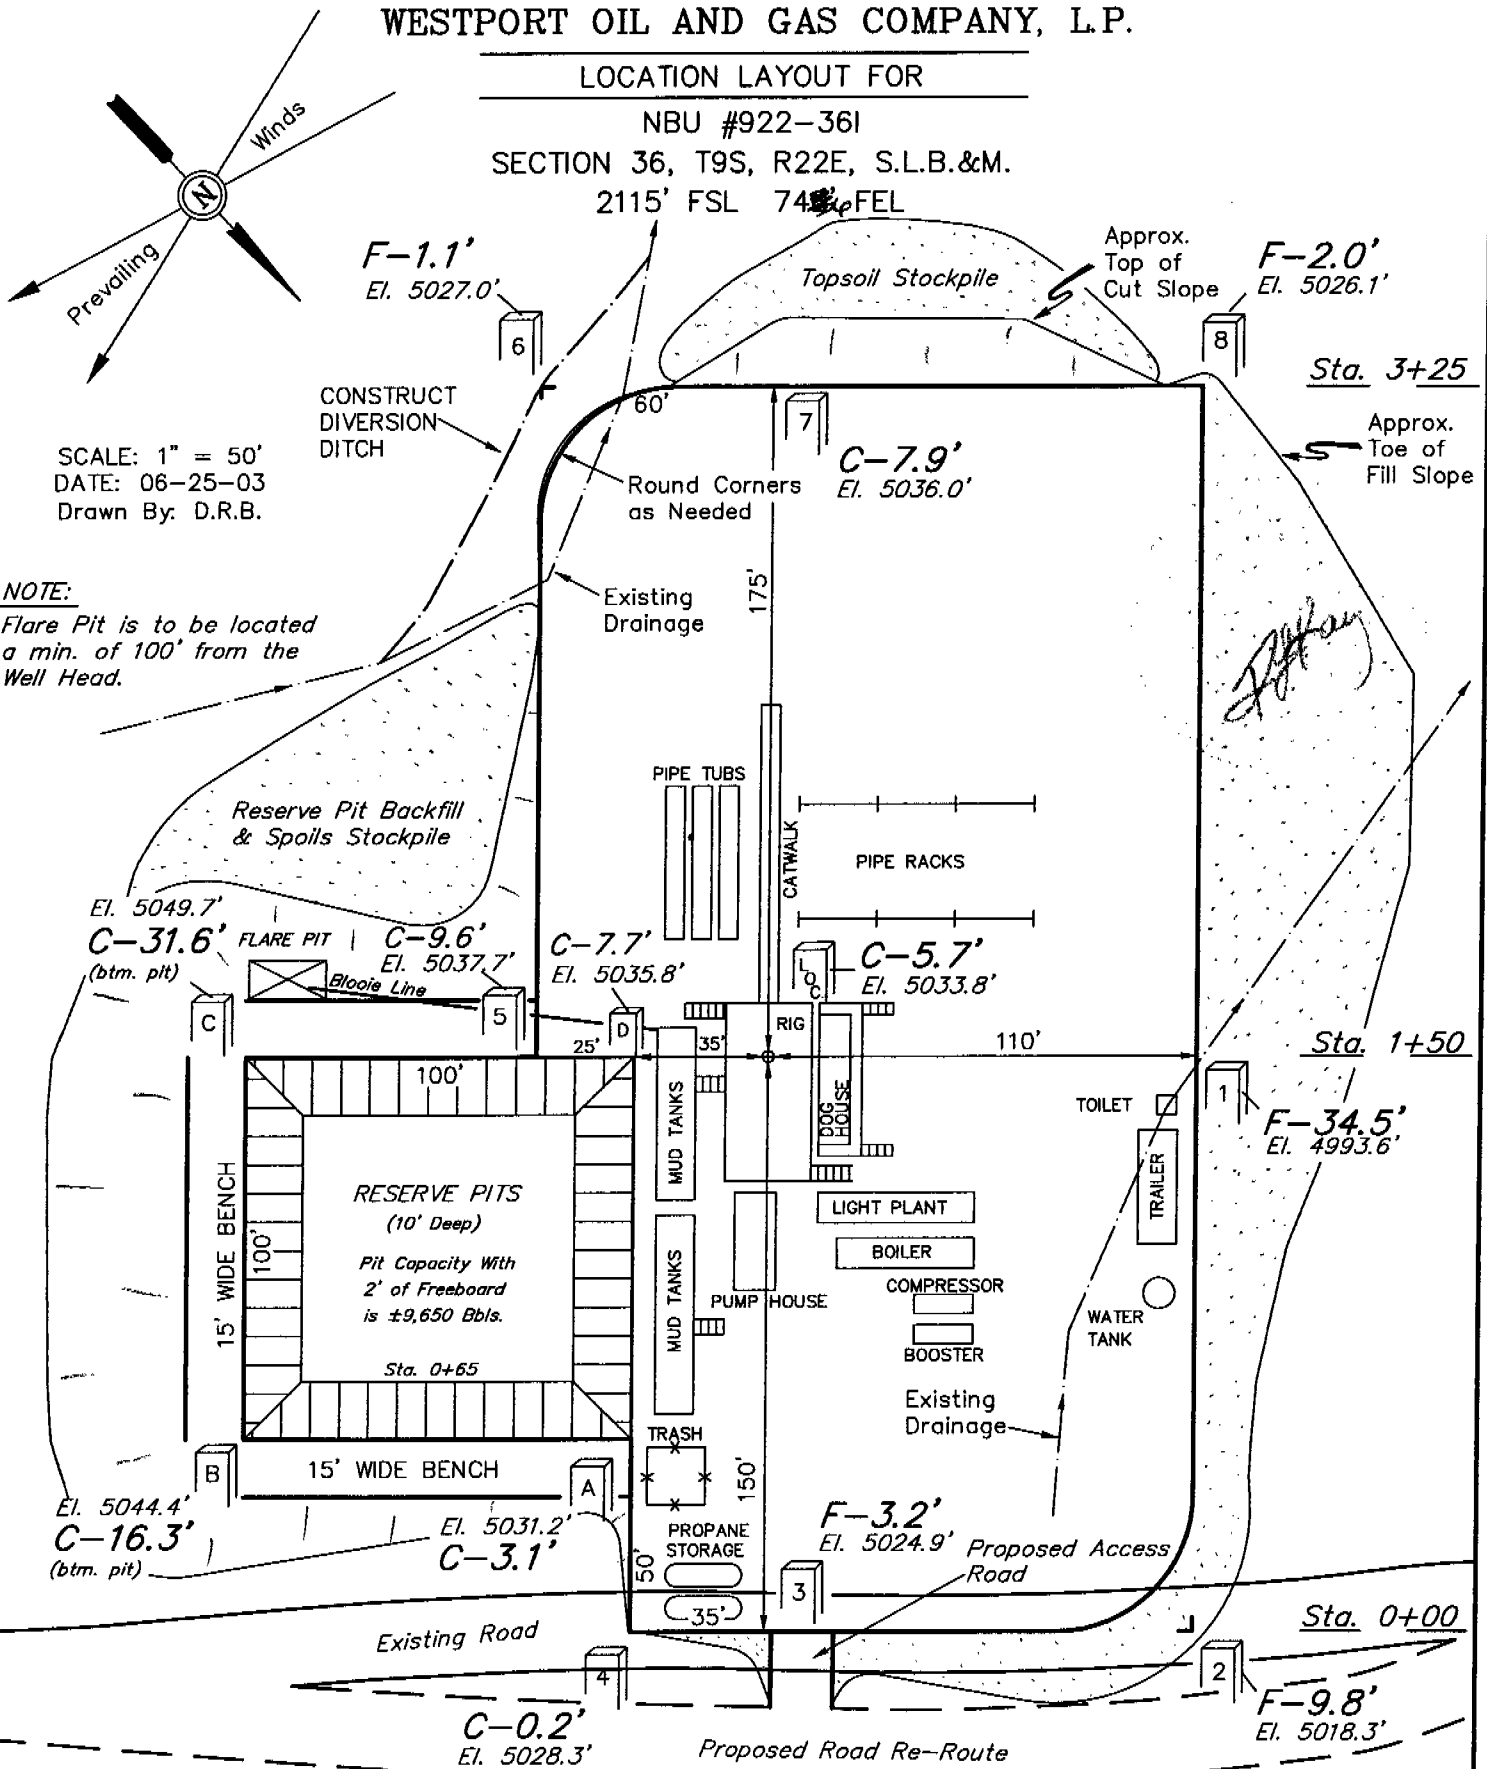 WESTPORT OIL AND GAS COMPANY, L.P.
LOCATION LAYOUT FOR
NBU #922-36I
SECTION 36, T9S, R22E, S.L.B.&M.
2115' FSL FEL
N
Winds
Prevailing
SCALE: 1" = 50'
DATE: 06-25-03
Drawn By: D.R.B.
NOTE:
Flare Pit is to be located
a min. of 100' from the
Well Head.
F-1.1'
El. 5027.0'
6
CONSTRUCT
DIVERSION
DITCH
Topsoil Stockpile
Approx.
Top of
Cut Slope
F-2.0'
El. 5026.1'
8
Sta. 3+25
Approx.
Toe of
Fill Slope
60'
7
C-7.9'
El. 5036.0'
Round Corners
as Needed
175'
Existing
Drainage
Reserve Pit Backfill
& Spoils Stockpile
PIPE TUBS
CATWALK
PIPE RACKS
El. 5049.7'
C-31.6'
(btm. pit)
C
FLARE PIT
Blooie Line
C-9.6'
El. 5037.7'
5
C-7.7'
El. 5035.8'
D
LOC.
C-5.7'
El. 5033.8'
RIG
25'
35'
110'
Sta. 1+50
100'
MUD TANKS
DOG HOUSE
TOILET
1
F-34.5'
El. 4993.6'
TRAILER
15' WIDE BENCH
100'
RESERVE PITS
(10' Deep)
Pit Capacity With
2' of Freeboard
is ±9,650 Bbls.
Sta. 0+65
MUD TANKS
PUMP HOUSE
LIGHT PLANT
BOILER
COMPRESSOR
BOOSTER
WATER
TANK
Existing
Drainage
TRASH
150'
B
15' WIDE BENCH
A
El. 5044.4'
C-16.3'
(btm. pit)
El. 5031.2'
C-3.1'
PROPANE
STORAGE
50'
35'
F-3.2'
El. 5024.9'
3
Proposed Access
Road
Sta. 0+00
Existing Road
4
C-0.2'
El. 5028.3'
2
F-9.8'
El. 5018.3'
Proposed Road Re-Route